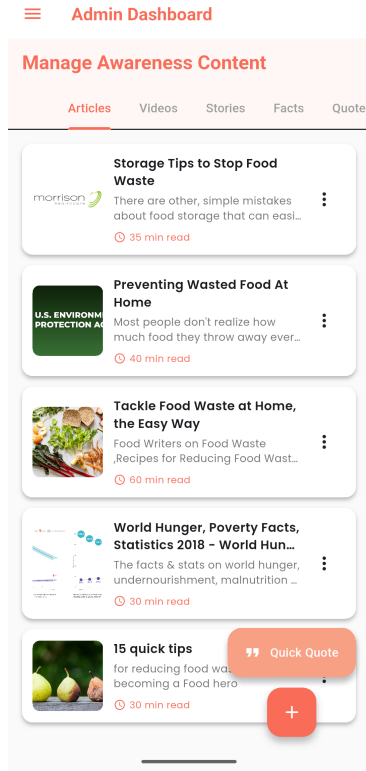 Admin Dashboard
Manage Awareness Content
Articles Videos Stories Facts Quote
Storage Tips to Stop Food
Waste
morrison
There are other, simple mistakes
about food storage that can easi...
35 min read
Preventing Wasted Food At
Home
U.S. ENVIRONM
PROTECTION AG
Most people don't realize how
much food they throw away ever...
40 min read
Tackle Food Waste at Home,
the Easy Way
Food Writers on Food Waste
,Recipes for Reducing Food Wast...
60 min read
World Hunger, Poverty Facts,
Statistics 2018 - World Hun...
The facts & stats on world hunger,
undernourishment, malnutrition ...
30 min read
15 quick tips
for reducing food
becoming a Food hero
30 min read
Quick Quote